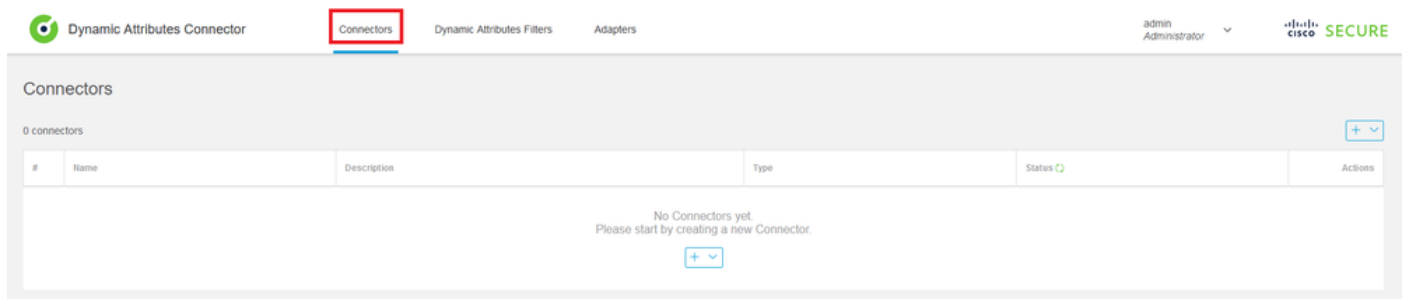 Dynamic Attributes Connector
Connectors
Dynamic Attributes Filters
Adapters
admin
Administrator
cisco SECURE
Connectors
0 connectors
#
Name
Description
Type
Status
Actions
No Connectors yet.
Please start by creating a new Connector.